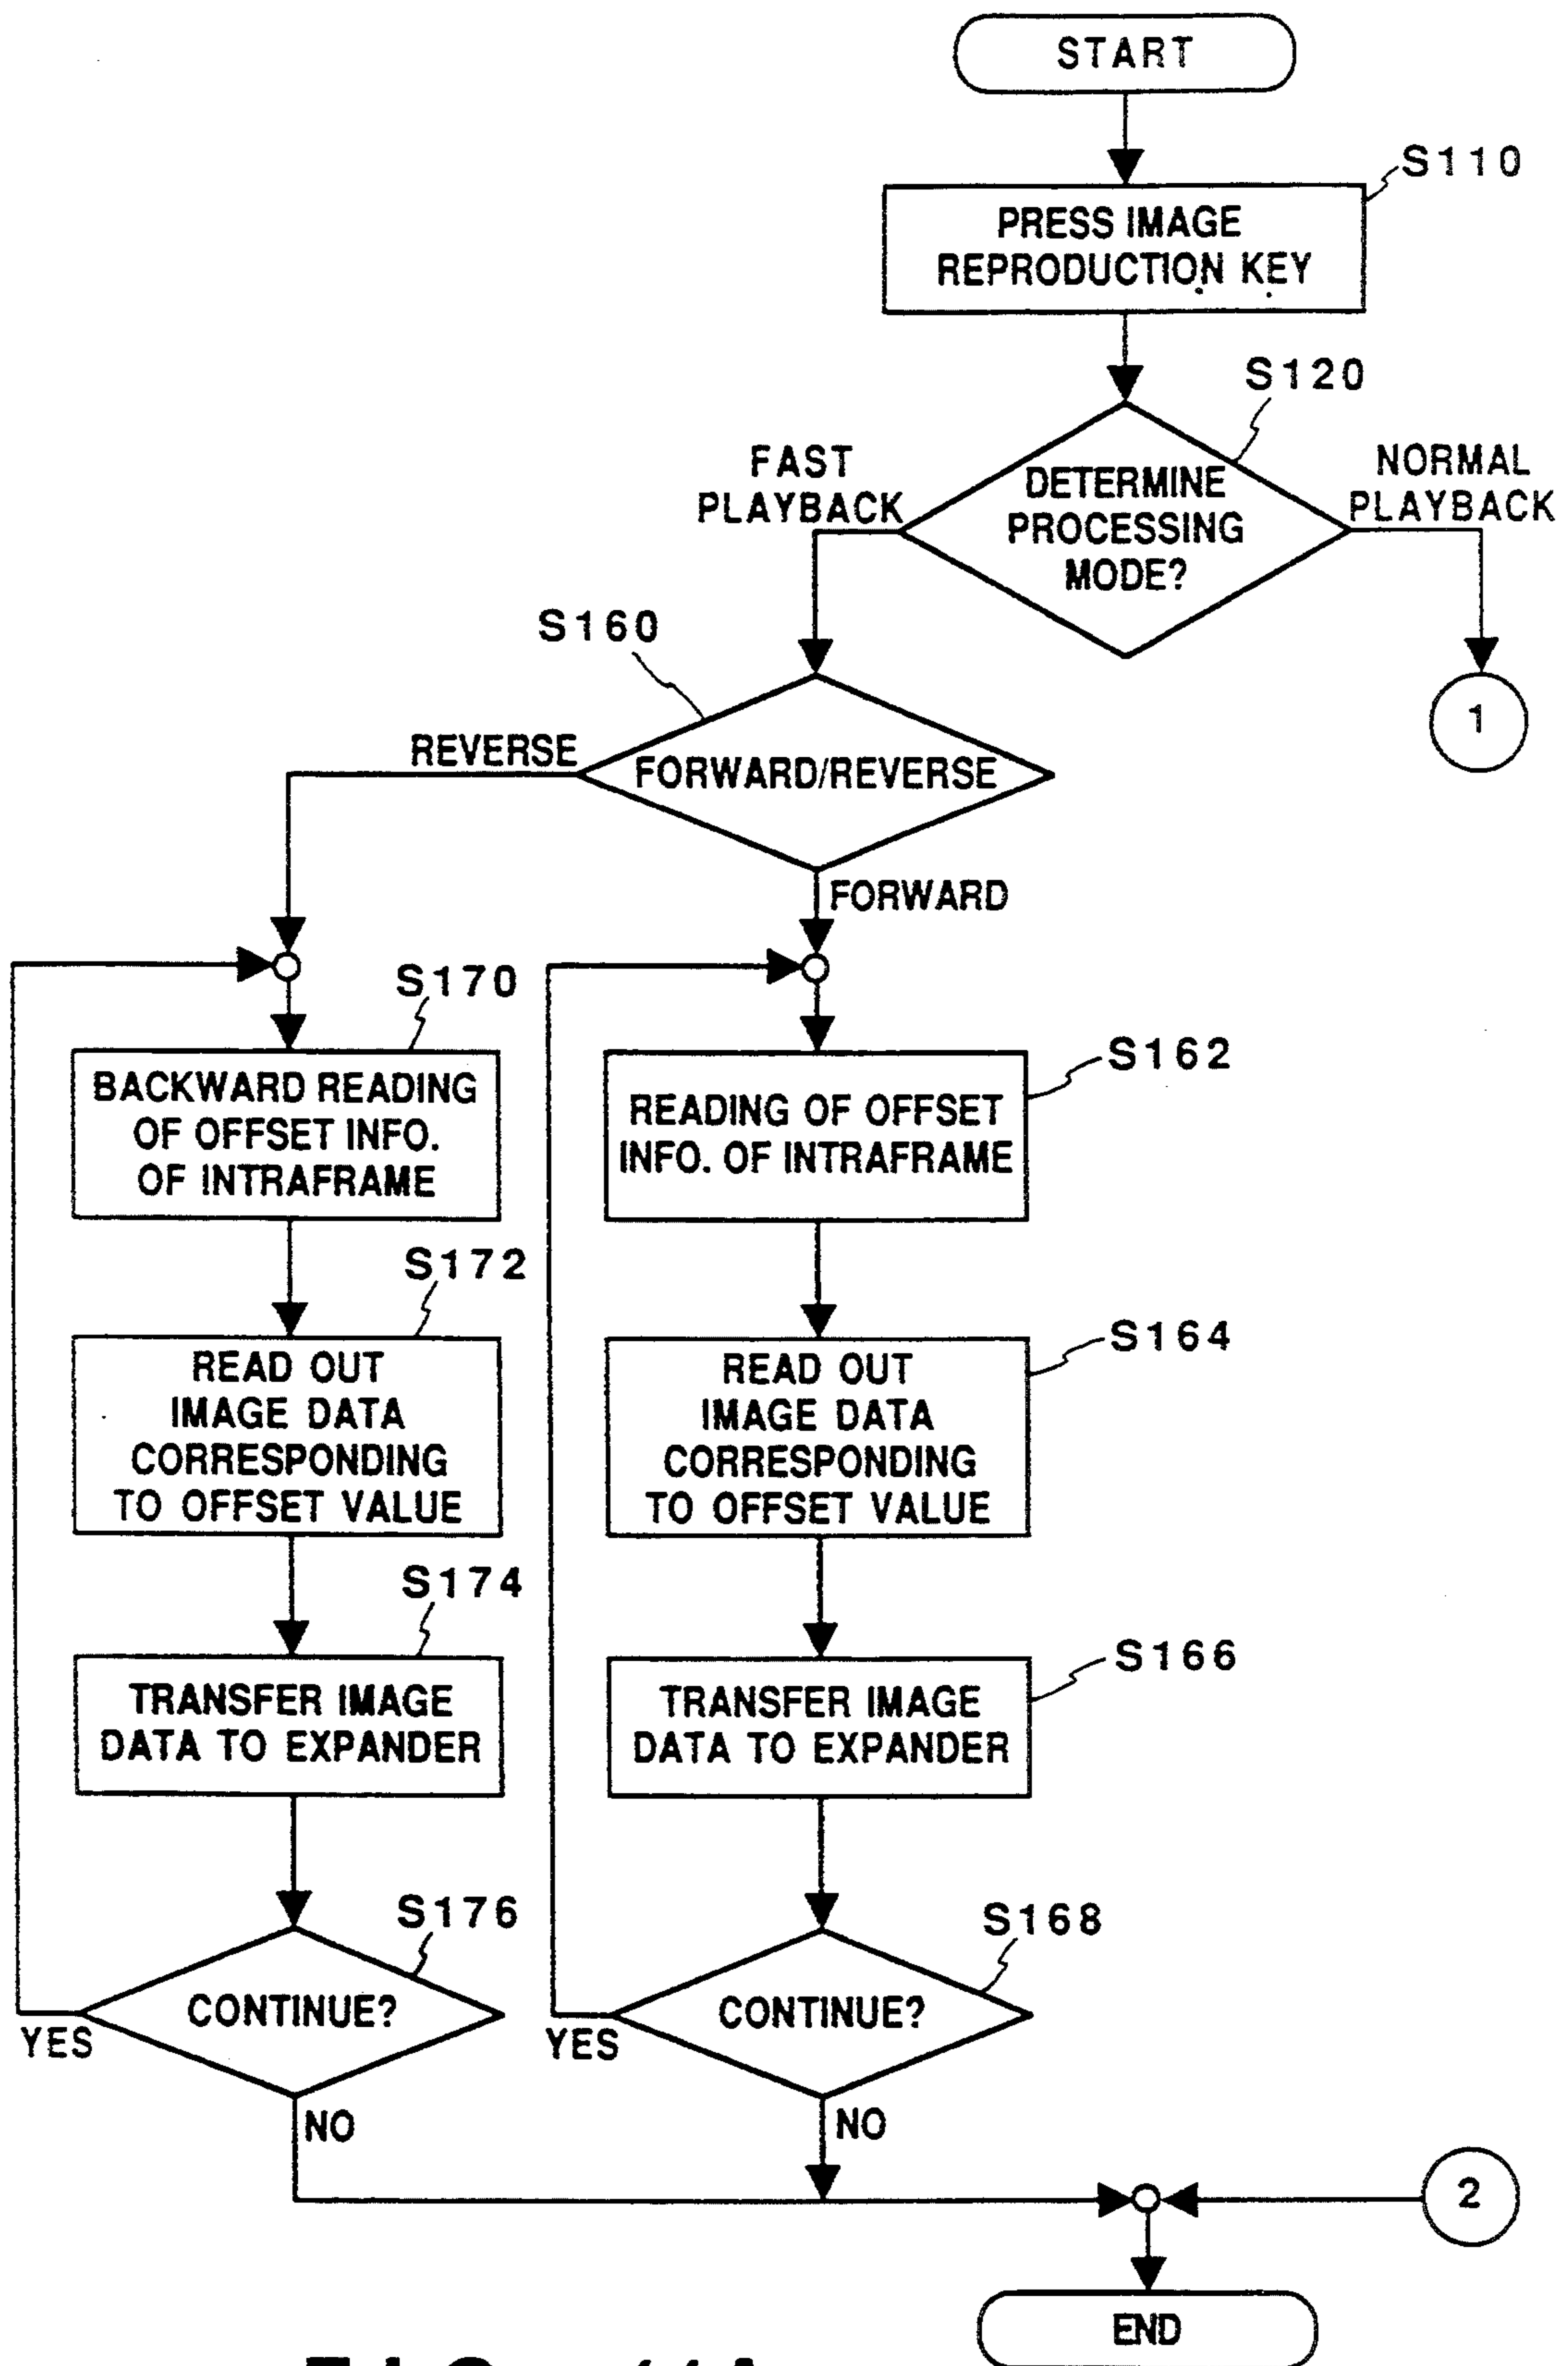 START
S110
PRESS IMAGE
REPRODUCTION KEY
S120
FAST
PLAYBACK
DETERMINE
PROCESSING
MODE?
NORMAL
PLAYBACK
1
S160
REVERSE
FORWARD/REVERSE
FORWARD
S170
BACKWARD READING
OF OFFSET INFO.
OF INTRAFRAME
S162
READING OF OFFSET
INFO. OF INTRAFRAME
S172
READ OUT
IMAGE DATA
CORRESPONDING
TO OFFSET VALUE
S164
READ OUT
IMAGE DATA
CORRESPONDING
TO OFFSET VALUE
S174
TRANSFER IMAGE
DATA TO EXPANDER
S166
TRANSFER IMAGE
DATA TO EXPANDER
S176
CONTINUE?
YES
NO
S168
CONTINUE?
YES
NO
2
END